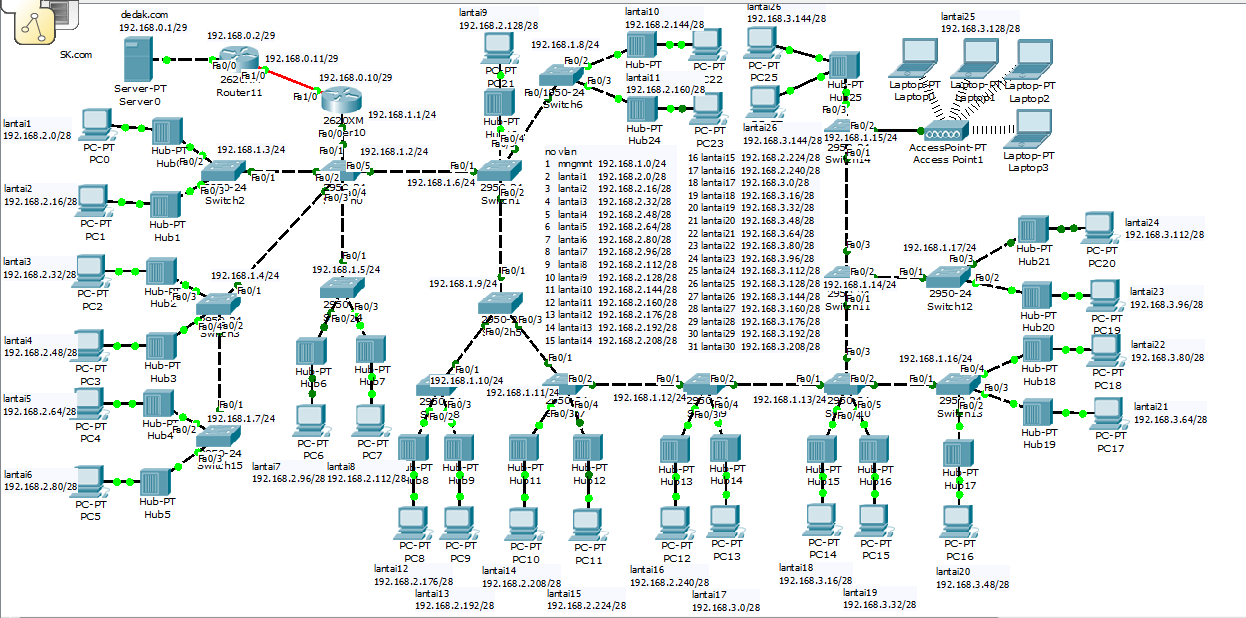 dedak.com
192.168.0.1/29
SK.com
Server-PT
Server0
192.168.0.2/29
Fa0/0
Fa1/0
Router11
192.168.0.11/29
192.168.0.10/29
Fa1/0
2620XM
192.168.1.1/24
lantai1
192.168.2.0/28
PC-PT
PC0
Hub-PT
192.168.1.3/24
Fa0/2
Fa0/1
Fa0/3
Switch2
lantai2
192.168.2.16/28
PC-PT
PC1
Hub-PT
Hub1
192.168.1.2/24
Fa0/1
Fa0/5
Fa0/2
Fa0/3
192.168.1.6/24
Fa0/1
Fa0/2
lantai3
192.168.2.32/28
PC-PT
PC2
Hub-PT
Hub2
192.168.1.4/24
Fa0/1
Fa0/3
lantai4
192.168.2.48/28
PC-PT
PC3
Hub-PT
Hub3
lantai5
192.168.2.64/28
PC-PT
PC4
Hub-PT
Hub4
Fa0/1
192.168.1.7/24
Fa0/2
Fa0/3
2950-24
Switch15
lantai6
192.168.2.80/28
PC-PT
PC5
Hub-PT
Hub5
Fa0/1
192.168.1.5/24
Fa0/3
Fa0/2
Hub-PT
Hub6
Hub-PT
Hub7
PC-PT
PC6
PC-PT
PC7
lantai7
192.168.2.96/28
lantai8
192.168.2.112/28
lantai9
192.168.2.128/28
PC-PT
PC21
192.168.1.8/24
Fa0/2
Fa0/3
Fa0/1
2950-24
Switch6
Fa0/4
lantai10
192.168.2.144/28
Hub-PT
PC-PT
PC22
lantai11
192.168.2.160/28
Hub-PT
Hub24
PC-PT
PC23
lantai26
192.168.3.144/28
PC-PT
PC25
Hub-PT
Hub25
Fa0/3
lantai26
192.168.3.144/28
lantai25
192.168.3.128/28
Laptop-PT
Laptop0
Laptop-PT
Laptop1
Laptop-PT
Laptop2
Laptop-PT
Laptop3
AccessPoint-PT
Access Point1
Fa0/2
192.168.1.15/24
Fa0/1
no vlan
1 mngmnt 192.168.1.0/24
2 lantai1 192.168.2.0/28
3 lantai2 192.168.2.16/28
4 lantai3 192.168.2.32/28
5 lantai4 192.168.2.48/28
6 lantai5 192.168.2.64/28
7 lantai6 192.168.2.80/28
8 lantai7 192.168.2.96/28
9 lantai8 192.168.2.112/28
10 lantai9 192.168.2.128/28
11 lantai10 192.168.2.144/28
12 lantai11 192.168.2.160/28
13 lantai12 192.168.2.176/28
14 lantai13 192.168.2.192/28
15 lantai14 192.168.2.208/28
16 lantai15 192.168.2.224/28
17 lantai16 192.168.2.240/28
18 lantai17 192.168.3.0/28
19 lantai18 192.168.3.16/28
20 lantai19 192.168.3.32/28
21 lantai20 192.168.3.48/28
22 lantai21 192.168.3.64/28
23 lantai22 192.168.3.80/28
24 lantai23 192.168.3.96/28
25 lantai24 192.168.3.112/28
26 lantai25 192.168.3.128/28
27 lantai26 192.168.3.144/28
28 lantai27 192.168.3.160/28
29 lantai28 192.168.3.176/28
30 lantai29 192.168.3.192/28
31 lantai30 192.168.3.208/28
Fa0/3
Fa0/2
192.168.1.14/24
Fa0/1
Switch11
192.168.1.17/24
Fa0/1
Fa0/3
Fa0/2
2950-24
Switch12
Hub-PT
Hub21
PC-PT
PC20
lantai24
192.168.3.112/28
Hub-PT
Hub20
PC-PT
PC19
lantai23
192.168.3.96/28
lantai22
192.168.3.80/28
Hub-PT
Hub18
PC-PT
PC18
lantai21
192.168.3.64/28
Hub-PT
Hub19
PC-PT
PC17
192.168.1.16/24
Fa0/1
Fa0/4
Fa0/3
Fa0/2
Switch13
Hub-PT
Hub17
PC-PT
PC16
lantai20
192.168.3.48/28
192.168.1.9/24
Fa0/1
Fa0/3
Fa0/2
Fa0/1
192.168.1.10/24
Fa0/3
Hub-PT
Hub8
Hub-PT
Hub9
PC-PT
PC8
PC-PT
PC9
lantai12
192.168.2.176/28
lantai13
192.168.2.192/28
Fa0/1
192.168.1.11/24
Fa0/2
Fa0/4
Hub-PT
Hub11
Hub-PT
Hub12
PC-PT
PC10
PC-PT
PC11
lantai14
192.168.2.208/28
lantai15
192.168.2.224/28
Fa0/1
192.168.1.12/24
Fa0/2
Fa0/4
Hub-PT
Hub13
Hub-PT
Hub14
PC-PT
PC12
PC-PT
PC13
lantai16
192.168.2.240/28
lantai17
192.168.3.0/28
Fa0/3
Fa0/1
192.168.1.13/24
Fa0/2
Fa0/5
Hub-PT
Hub15
Hub-PT
Hub16
PC-PT
PC14
PC-PT
PC15
lantai18
192.168.3.16/28
lantai19
192.168.3.32/28